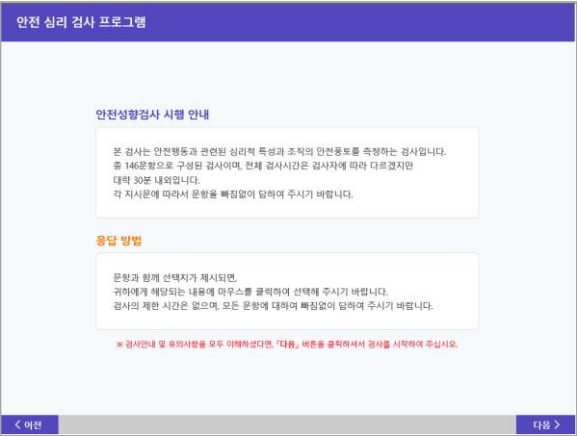 안전 심리 검사 프로그램
안전성향검사 시행 안내
본 검사는 안전행동과 관련된 심리적 특성과 조직의 안전풍토를 측정하는 검사입니다.
총 146문항으로 구성된 검사이며, 전체 검사시간은 검사자에 따라 다르겠지만
대략 30분 내외입니다.
각 지시문에 따라서 문항을 빠짐없이 답하여 주시기 바랍니다.
응답 방법
문항과 함께 선택지가 제시되면,
귀하에게 해당되는 내용에 마우스를 클릭하여 선택해 주시기 바랍니다.
검사의 제한 시간은 없으며, 모든 문항에 대하여 빠짐없이 답하여 주시기 바랍니다.
※ 검사안내 및 유의사항을 모두 이해하셨다면, 「다음」 버튼을 클릭하셔서 검사를 시작하여 주십시오.
< 이전
다음 >